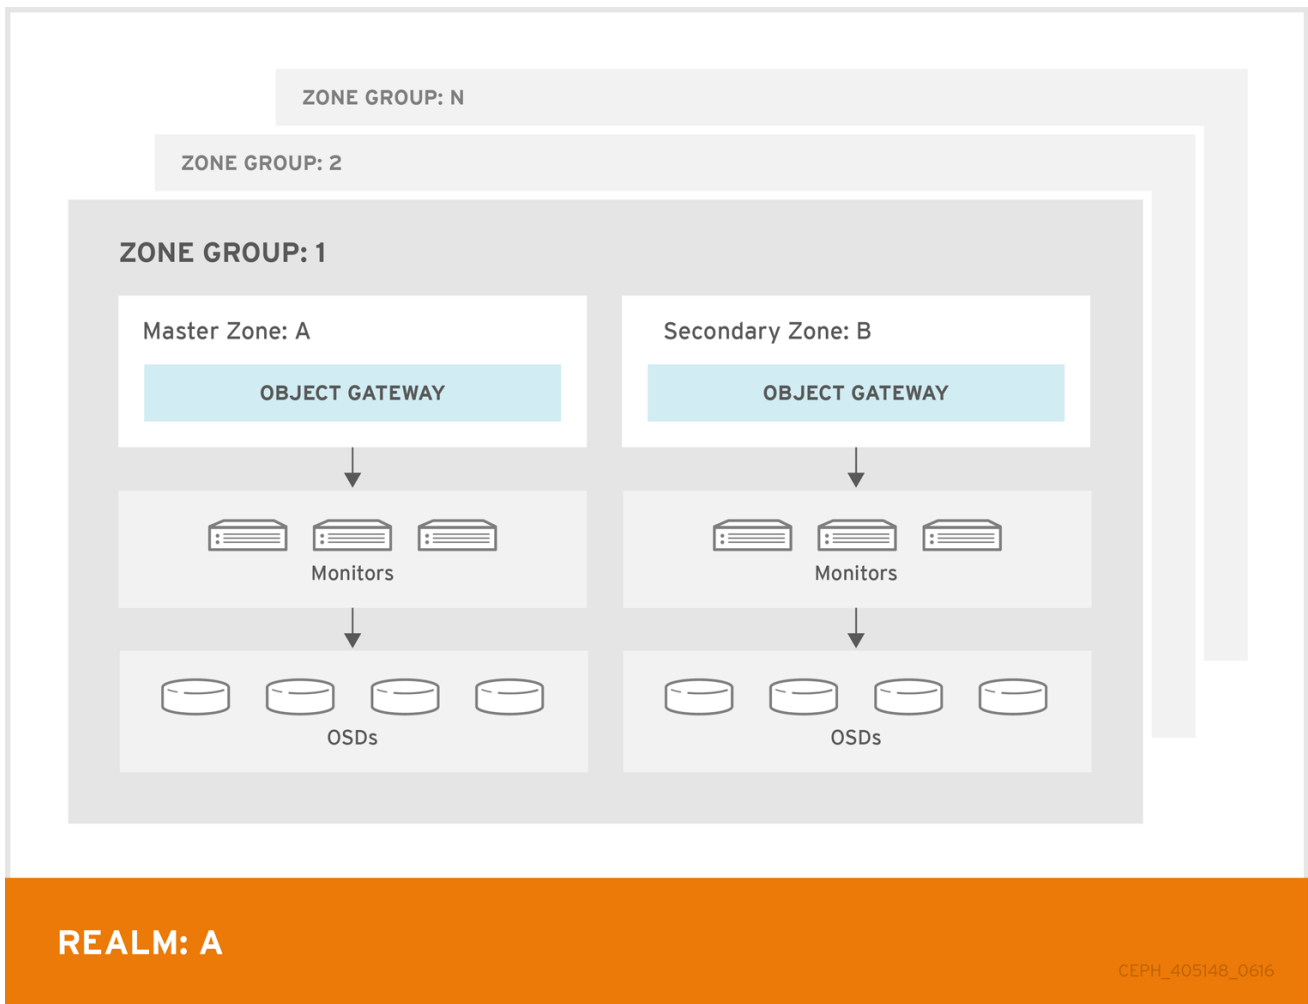 ZONE GROUP: N
ZONE GROUP: 2
ZONE GROUP: 1
Master Zone: A
OBJECT GATEWAY
Monitors
OSDs
Secondary Zone: B
OBJECT GATEWAY
Monitors
OSDs
REALM: A
CEPH_405148_0616